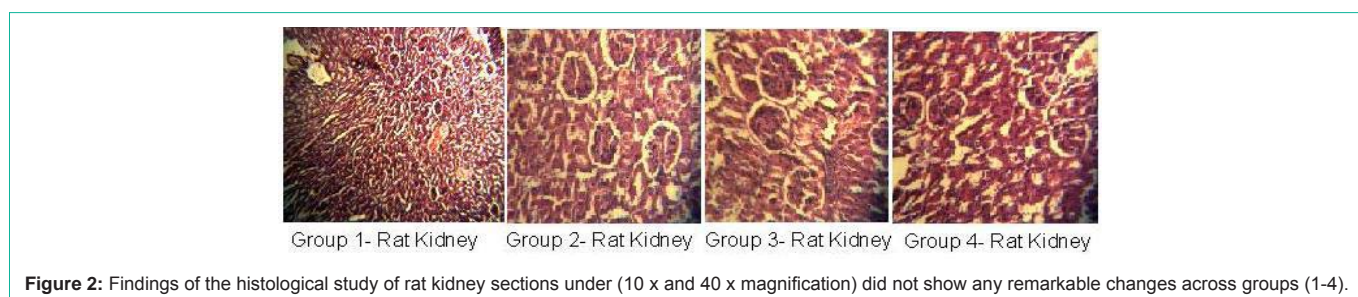 Group 1- Rat Kidney Group 2- Rat Kidney Group 3- Rat Kidney Group 4- Rat Kidney
Figure 2: Findings of the histological study of rat kidney sections under (10 x and 40 x magnification) did not show any remarkable changes across groups (1-4).